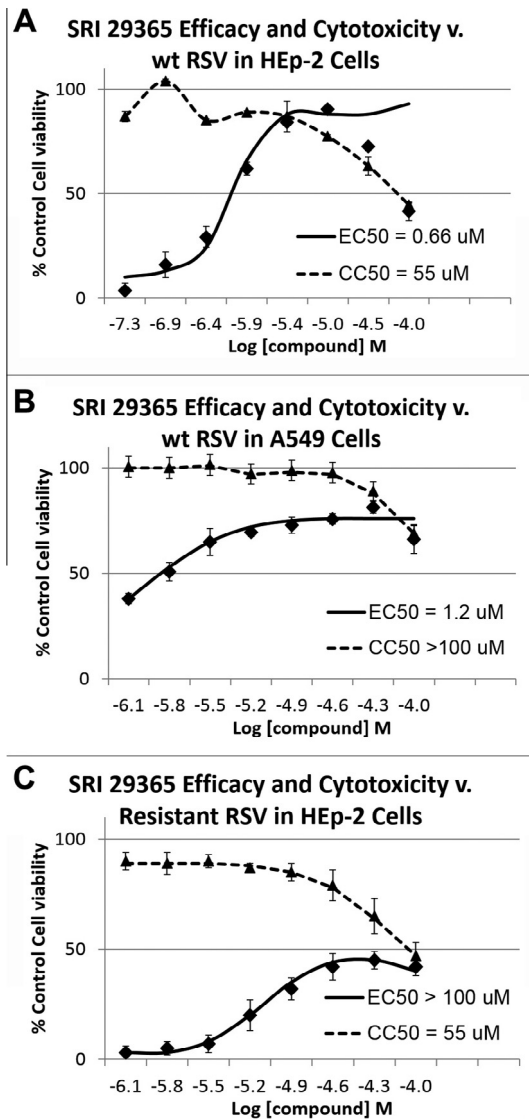 A
SRI 29365 Efficacy and Cytotoxicity v.
wt RSV in HEp-2 Cells
% Control Cell viability
100
50
0
EC50 = 0.66 uM
CC50 = 55 uM
-7.3 -6.9 -6.4 -5.9 -5.4 -5.0 -4.5 -4.0
Log [compound] M
B
SRI 29365 Efficacy and Cytotoxicity v.
wt RSV in A549 Cells
% Control Cell viability
100
50
0
EC50 = 1.2 uM
CC50 >100 uM
-6.1 -5.8 -5.5 -5.2 -4.9 -4.6 -4.3 -4.0
Log [compound] M
C
SRI 29365 Efficacy and Cytotoxicity v.
Resistant RSV in HEp-2 Cells
% Control Cell viability
100
50
0
EC50 > 100 uM
CC50 = 55 uM
-6.1 -5.8 -5.5 -5.2 -4.9 -4.6 -4.3 -4.0
Log [compound] M